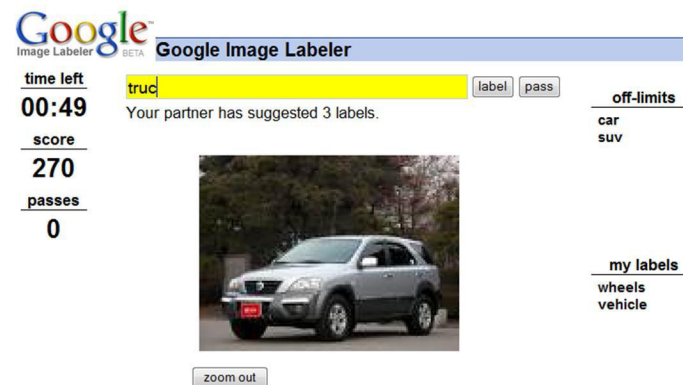 Google™
Image Labeler BETA
Google Image Labeler
time left
00:49
score
270
passes
0
truc
label
pass
Your partner has suggested 3 labels.
off-limits
car
suv
my labels
wheels
vehicle
zoom out